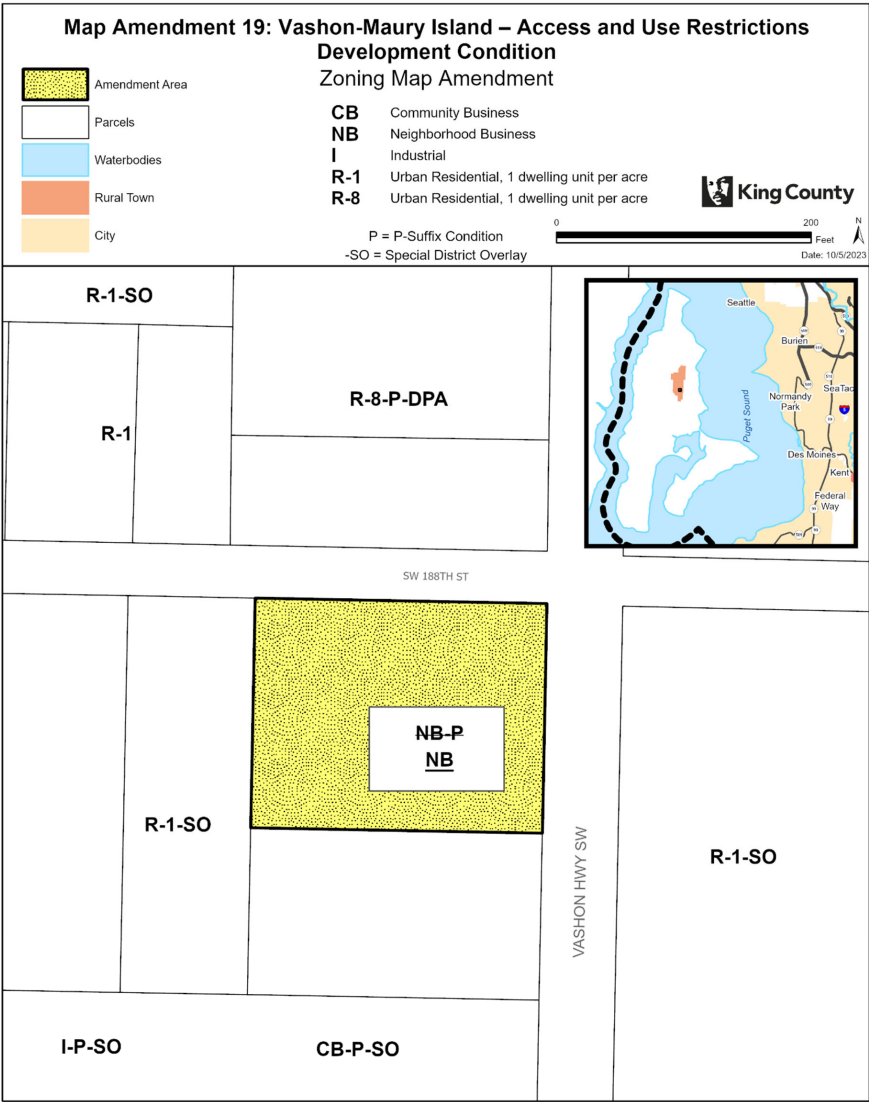 Map Amendment 19: Vashon-Maury Island – Access and Use Restrictions
Development Condition
Zoning Map Amendment
Amendment Area
Parcels
Waterbodies
Rural Town
City
CB Community Business
NB Neighborhood Business
I Industrial
R-1 Urban Residential, 1 dwelling unit per acre
R-8 Urban Residential, 1 dwelling unit per acre
P = P-Suffix Condition
-SO = Special District Overlay
King County
0 200
Feet
N
Date: 10/5/2023
R-1-SO
R-1
R-8-P-DPA
Seattle
Burien
Normandy
Park
SeaTac
Puget Sound
Des Moines
Kent
Federal
Way
SW 188TH ST
NB-P
NB
R-1-SO
VASHON HWY SW
R-1-SO
I-P-SO
CB-P-SO